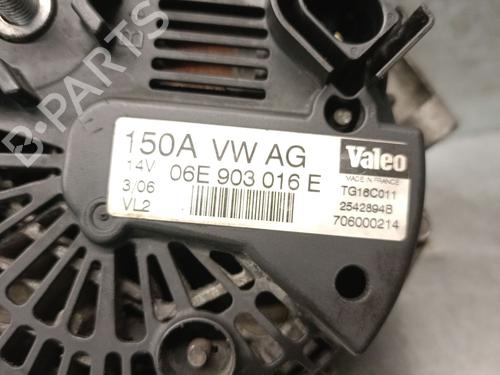 B-PARTS
150A VW AG
14V
06E 903 016 E
3/06
VL2
Valeo
MADE IN FRANCE
TG16C011
2542894B
706000214